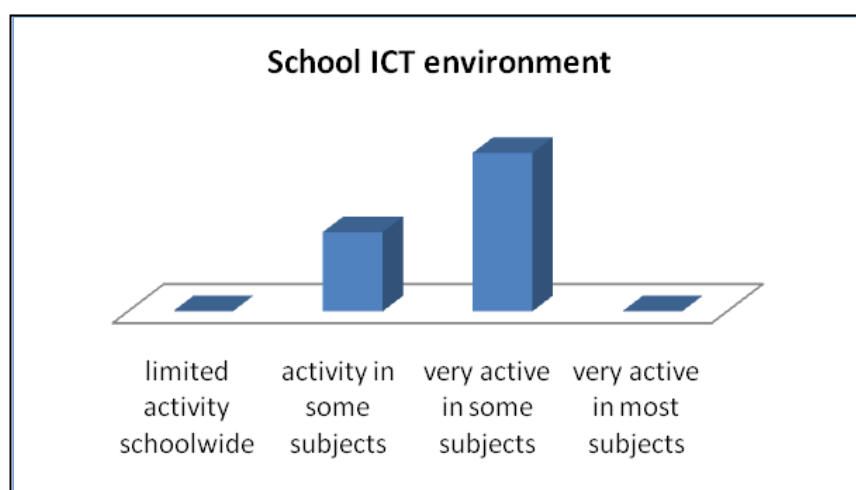 School ICT environment
limited activity schoolwide
activity in some subjects
very active in some subjects
very active in most subjects